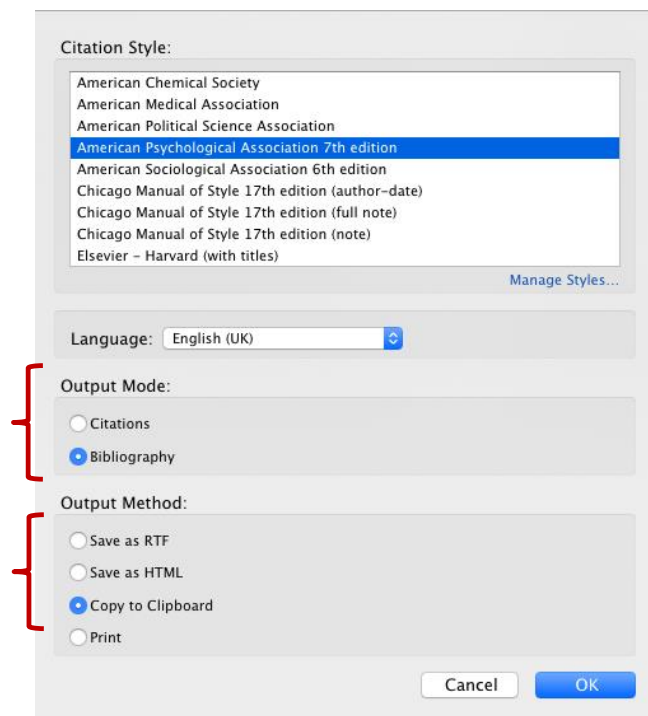 Citation Style:
American Chemical Society
American Medical Association
American Political Science Association
American Psychological Association 7th edition
American Sociological Association 6th edition
Chicago Manual of Style 17th edition (author-date)
Chicago Manual of Style 17th edition (full note)
Chicago Manual of Style 17th edition (note)
Elsevier - Harvard (with titles)
Manage Styles...
Language: English (UK)
Output Mode:
Citations
Bibliography
Output Method:
Save as RTF
Save as HTML
Copy to Clipboard
Print
Cancel OK